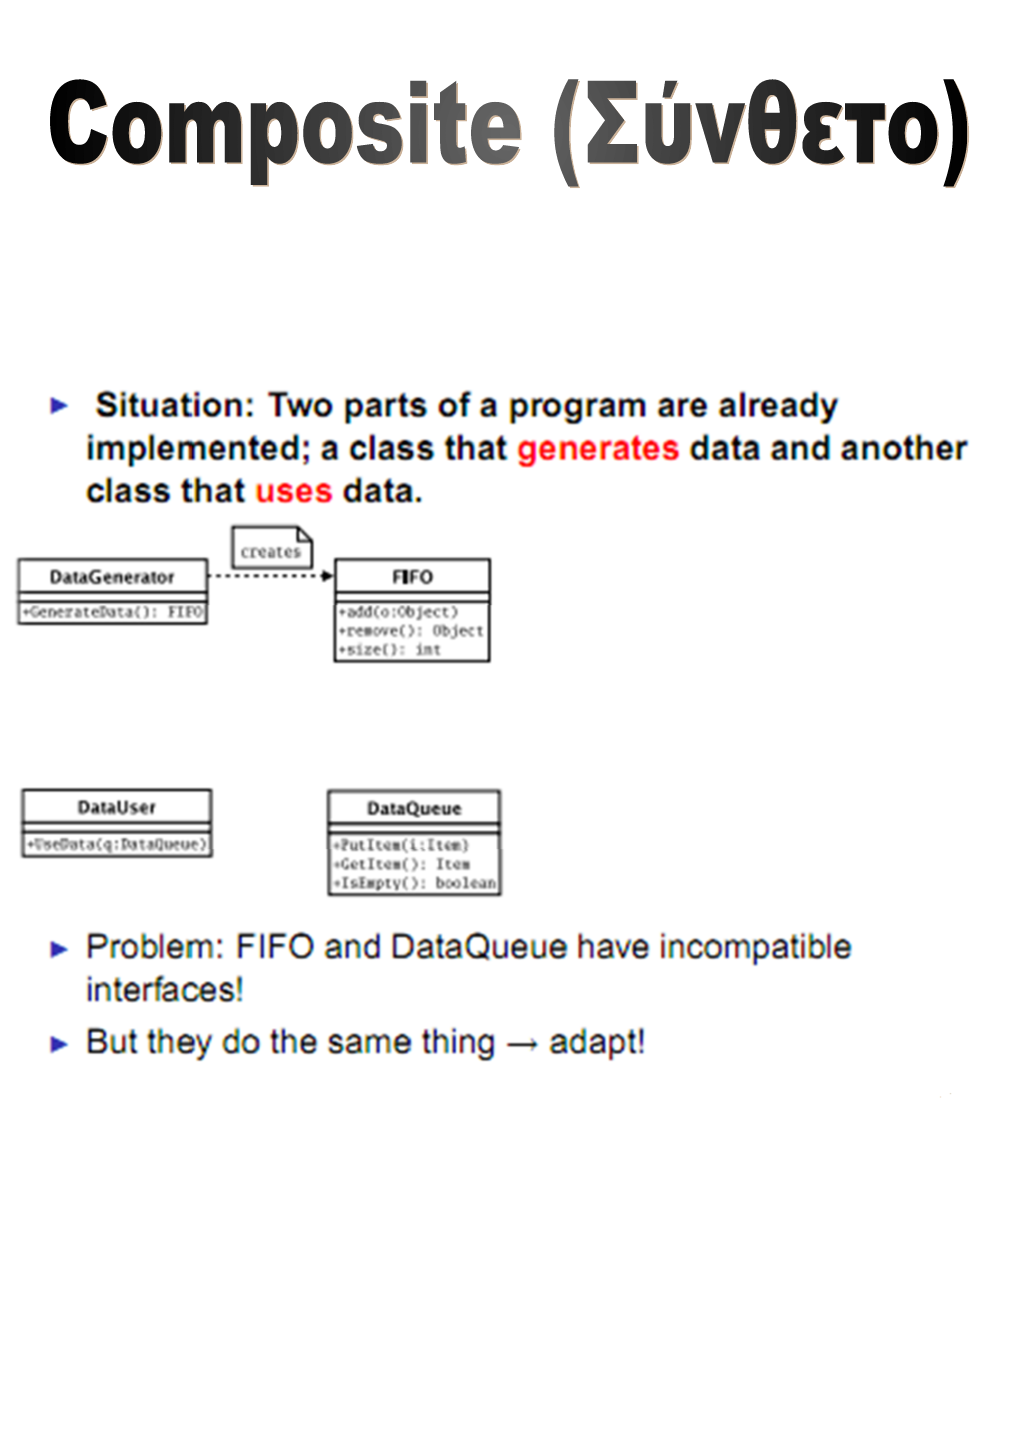 Composite (Σύνθετο)
► Situation: Two parts of a program are already
implemented; a class that generates data and another
class that uses data.
creates
DataGenerator
+GenerateData(): FIFO
FIFO
+add(o:Object)
+remove(): Object
+size(): int
DataUser
+UseData(q:DataQueue)
DataQueue
+PutItem(i:Item)
+GetItem(): Item
+IsEmpty(): boolean
► Problem: FIFO and DataQueue have incompatible
interfaces!
► But they do the same thing → adapt!